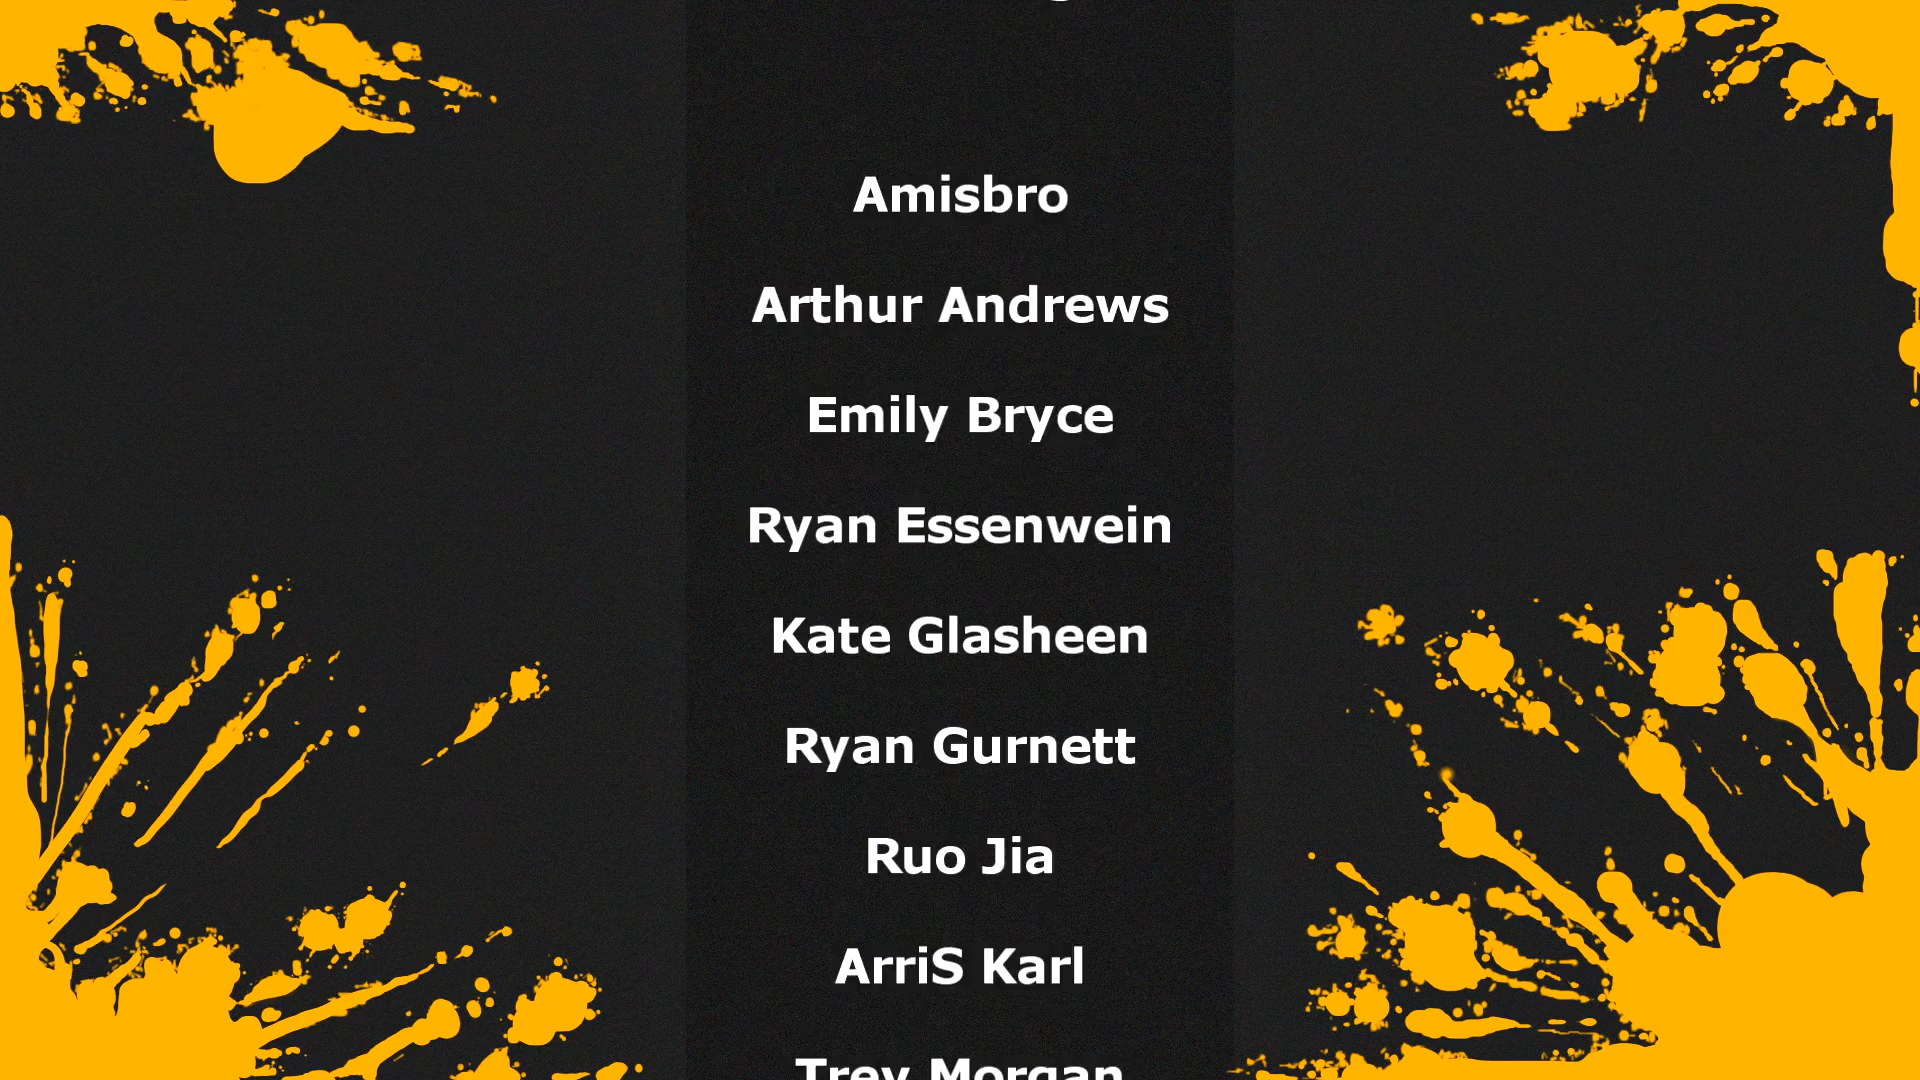 Amisbro
Arthur Andrews
Emily Bryce
Ryan Essenwein
Kate Glasheen
Ryan Gurnett
Ruo Jia
ArriS Karl
Trey Morgan